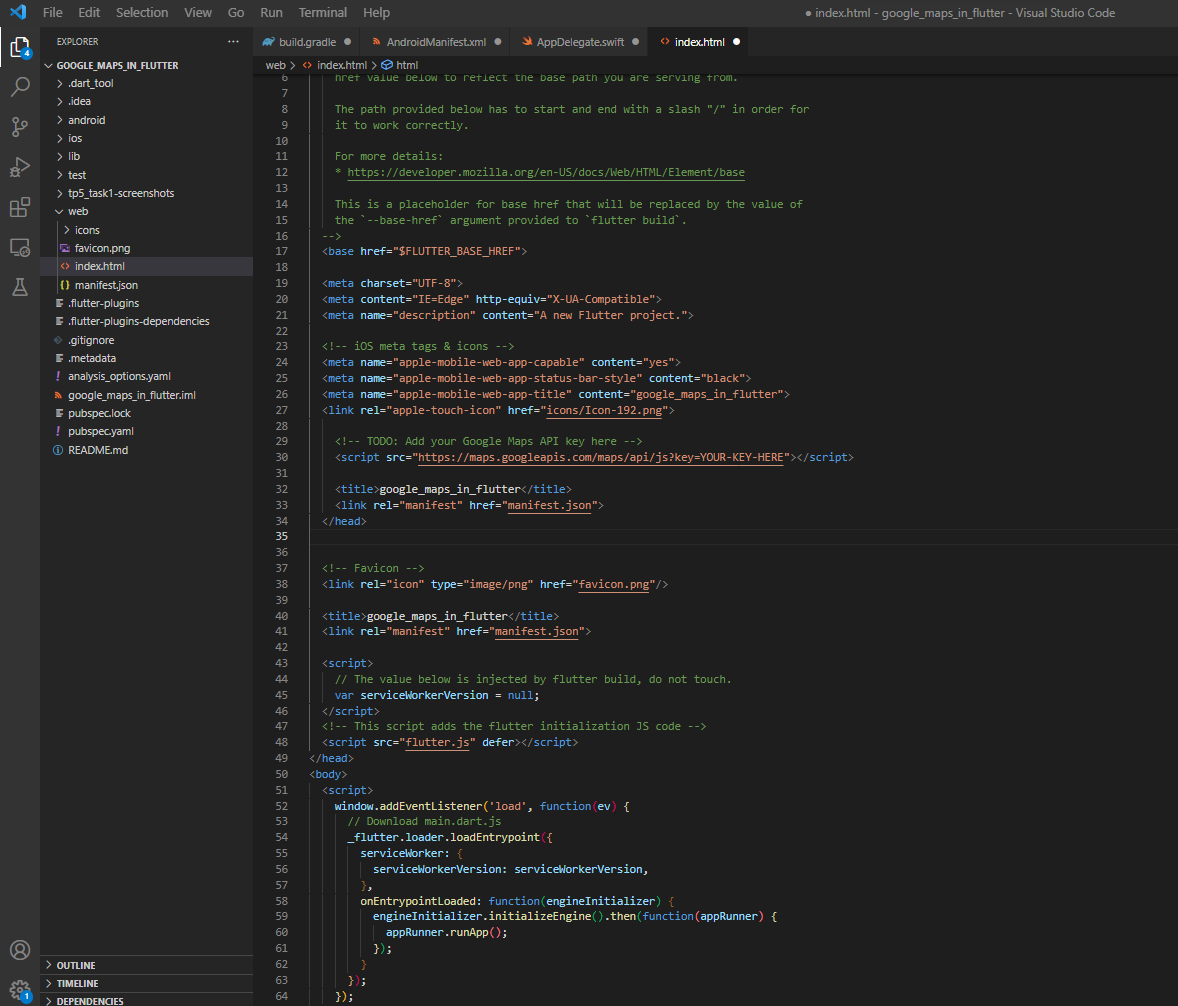 File Edit Selection View Go Run Terminal Help
● index.html - google_maps_in_flutter - Visual Studio Code
EXPLORER ...
build.gradle ● AndroidManifest.xml ● AppDelegate.swift ● index.html ●
web > index.html > html
4
GOOGLE_MAPS_IN_FLUTTER
.dart_tool
.idea
android
ios
lib
test
tp5_task1-screenshots
web
icons
favicon.png
index.html
manifest.json
.flutter-plugins
.flutter-plugins-dependencies
.gitignore
.metadata
analysis_options.yaml
google_maps_in_flutter.iml
pubspec.lock
pubspec.yaml
README.md
OUTLINE
TIMELINE
DEPENDENCIES
1
6 href value below to reflect the base path you are serving from.
7
8 The path provided below has to start and end with a slash "/" in order for
9 it to work correctly.
10
11 For more details:
12 * https://developer.mozilla.org/en-US/docs/Web/HTML/Element/base
13
14 This is a placeholder for base href that will be replaced by the value of
15 the `--base-href` argument provided to `flutter build`.
16 -->
17 <base href="$FLUTTER_BASE_HREF">
18
19 <meta charset="UTF-8">
20 <meta content="IE=Edge" http-equiv="X-UA-Compatible">
21 <meta name="description" content="A new Flutter project.">
22
23 <!-- iOS meta tags & icons -->
24 <meta name="apple-mobile-web-app-capable" content="yes">
25 <meta name="apple-mobile-web-app-status-bar-style" content="black">
26 <meta name="apple-mobile-web-app-title" content="google_maps_in_flutter">
27 <link rel="apple-touch-icon" href="icons/Icon-192.png">
28
29 <!-- TODO: Add your Google Maps API key here -->
30 <script src="https://maps.googleapis.com/maps/api/js?key=YOUR-KEY-HERE"></script>
31
32 <title>google_maps_in_flutter</title>
33 <link rel="manifest" href="manifest.json">
34 </head>
35
36
37 <!-- Favicon -->
38 <link rel="icon" type="image/png" href="favicon.png"/>
39
40 <title>google_maps_in_flutter</title>
41 <link rel="manifest" href="manifest.json">
42
43 <script>
44 // The value below is injected by flutter build, do not touch.
45 var serviceWorkerVersion = null;
46 </script>
47 <!-- This script adds the flutter initialization JS code -->
48 <script src="flutter.js" defer></script>
49 </head>
50 <body>
51 <script>
52 window.addEventListener('load', function(ev) {
53 // Download main.dart.js
54 _flutter.loader.loadEntrypoint({
55 serviceWorker: {
56 serviceWorkerVersion: serviceWorkerVersion,
57 },
58 onEntrypointLoaded: function(engineInitializer) {
59 engineInitializer.initializeEngine().then(function(appRunner) {
60 appRunner.runApp();
61 });
62 }
63 });
64 });